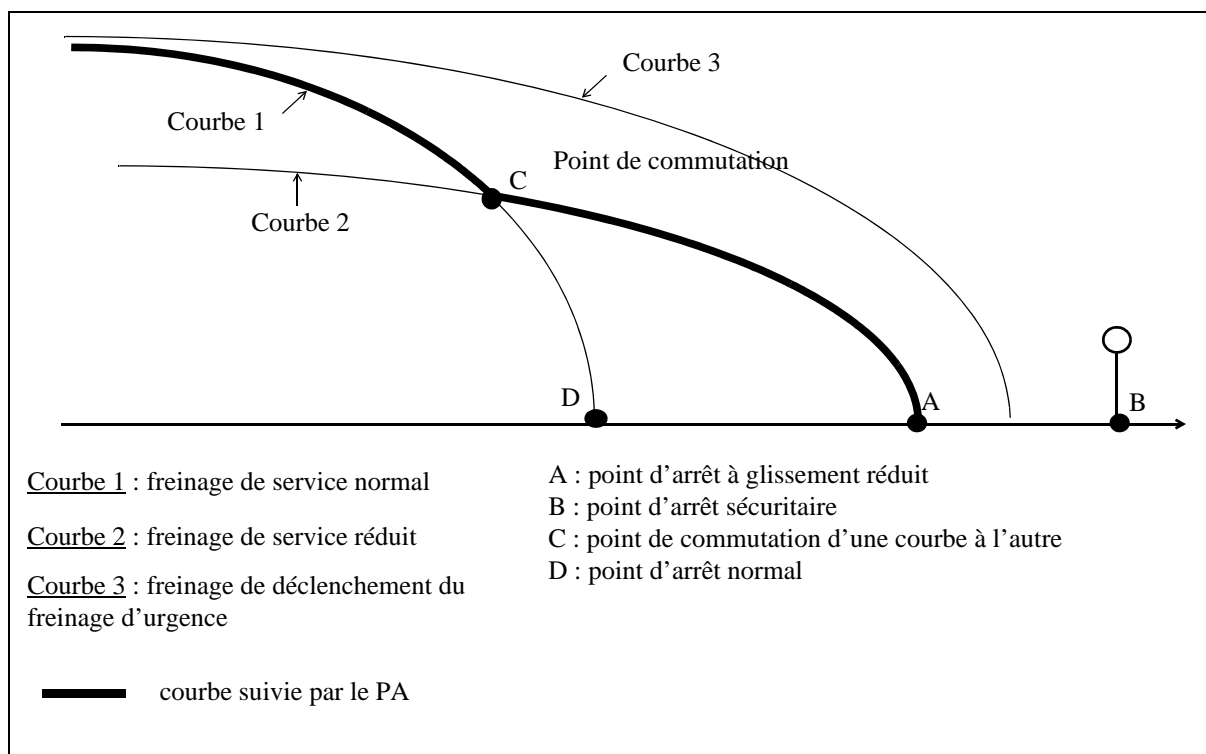 Courbe 3
Courbe 1
Point de commutation
C
Courbe 2
D
A
B
Courbe 1 : freinage de service normal
Courbe 2 : freinage de service réduit
Courbe 3 : freinage de déclenchement du
freinage d’urgence
A : point d’arrêt à glissement réduit
B : point d’arrêt sécuritaire
C : point de commutation d’une courbe à l’autre
D : point d’arrêt normal
courbe suivie par le PA